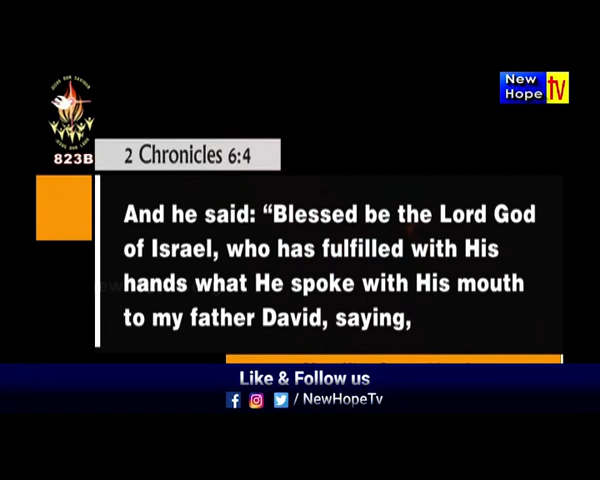 New
Hope
TV
823B
2 Chronicles 6:4
And he said: “Blessed be the Lord God
of Israel, who has fulfilled with His
hands what He spoke with His mouth
to my father David, saying,
Like & Follow us
/ NewHopeTv